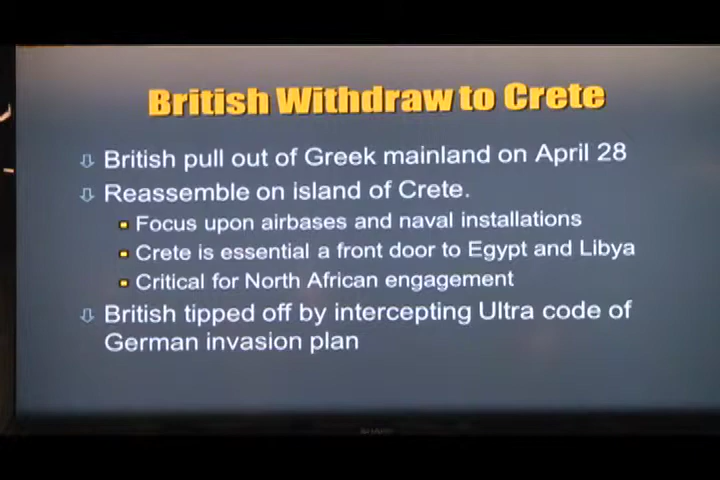 British Withdraw to Crete
British pull out of Greek mainland on April 28
Reassemble on island of Crete.
Focus upon airbases and naval installations
Crete is essential a front door to Egypt and Libya
Critical for North African engagement
British tipped off by intercepting Ultra code of
German invasion plan
SHARP